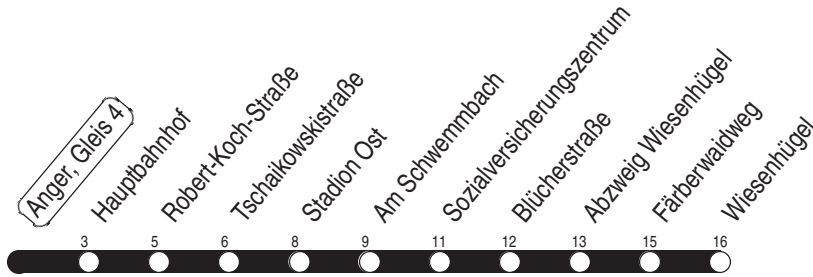 Anger, Gleis 4
Hauptbahnhof
Robert-Koch-Straße
Tschaikowskistraße
Stadion Ost
Am Schwemmbach
Sozialversicherungszentrum
Blücherstraße
Abzweig Wiesenhügel
Färberwaidweg
Wiesenhügel
3 5 6 8 9 11 12 13 15 16